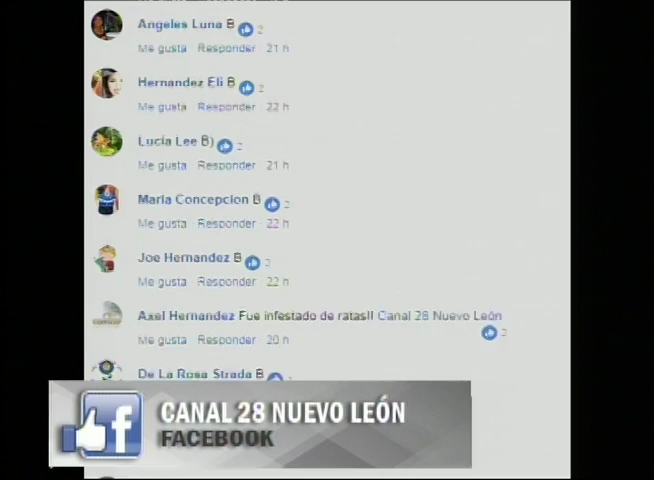 Angeles Luna B 2
Me gusta Responder 21 h
Hernandez Eli B 2
Me gusta Responder 22 h
Lucía Lee B) 2
Me gusta Responder 21 h
Maria Concepcion B 2
Me gusta Responder 22 h
Joe Hernandez B 2
Me gusta Responder 22 h
Axel Hernandez Fue infestado de ratas!! Canal 28 Nuevo León
2
Me gusta Responder 20 h
De La Rosa Strada B
CANAL 28 NUEVO LEÓN
FACEBOOK